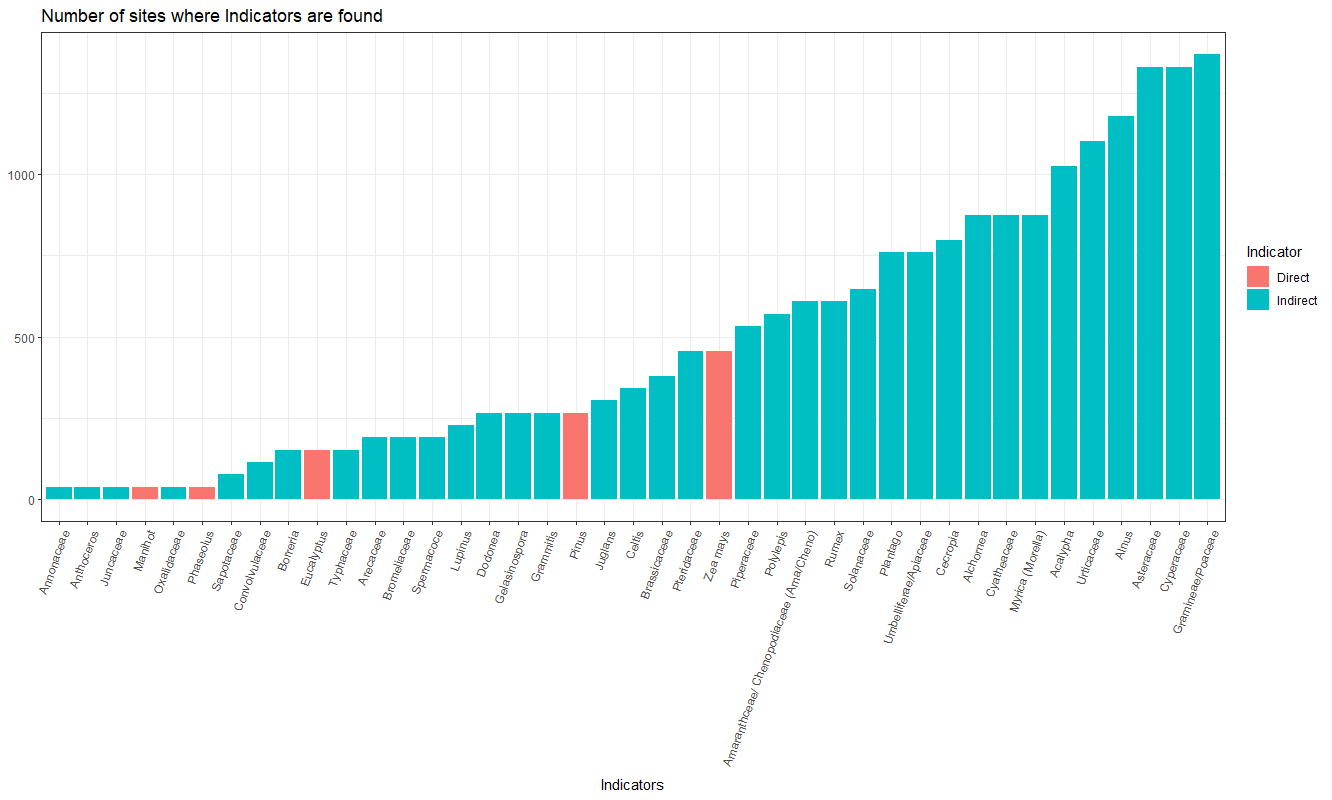 Number of sites where Indicators are found
1000
500
0
Annonaceae
Anthoceros
Juncaceae
Manihot
Oxalidaceae
Phaseolus
Sapotaceae
Convolvulaceae
Borreria
Eucalyptus
Typhaceae
Arecaceae
Bromeliaceae
Spermacoce
Lupinus
Dodonea
Gelasinospora
Grammitis
Pinus
Juglans
Celtis
Brassicaceae
Pteridaceae
Zea mays
Piperaceae
Polylepis
Amaranthceae/ Chenopodiaceae (Ama/Cheno)
Rumex
Solanaceae
Plantago
Umbelliferae/Apiaceae
Cecropia
Alchornea
Cyatheaceae
Myrica (Morella)
Acalypha
Urticaceae
Alnus
Asteraceae
Cyperaceae
Gramineae/Poaceae
Indicators
Indicator
Direct
Indirect